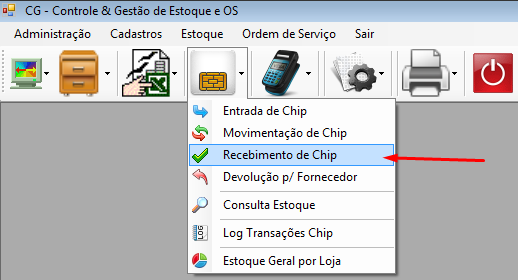 CG - Controle & Gestão de Estoque e OS
Administração Cadastros Estoque Ordem de Serviço Sair
Entrada de Chip
Movimentação de Chip
Recebimento de Chip
Devolução p/ Fornecedor
Consulta Estoque
LOG
Log Transações Chip
Estoque Geral por Loja